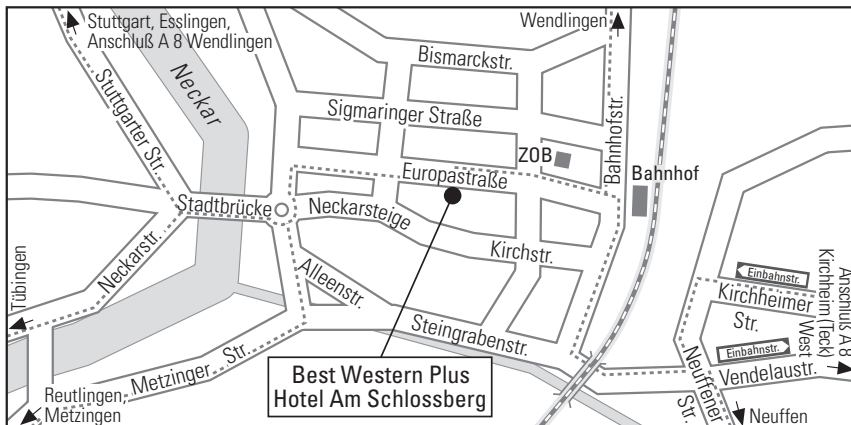 Stuttgart, Esslingen,
Anschluß A 8 Wendlingen
Wendlingen
Neckar
Bismarckstr.
Stuttgarter Str.
Sigmaringer Straße
Bahnhofstr.
ZOB
Europastraße
Bahnhof
Stadtbrücke
Neckarsteige
Neckarstr.
Kirchstr.
Tübingen
Alleenstr.
Einbahnstr.
Kirchheimer
Str.
Anschluß A 8
Kirchheim (Teck)
West
Steingrabenstr.
Einbahnstr.
Metzinger Str.
Vendelaustr.
Best Western Plus
Hotel Am Schlossberg
Neuffener
Str.
Reutlingen,
Metzingen
Neuffen